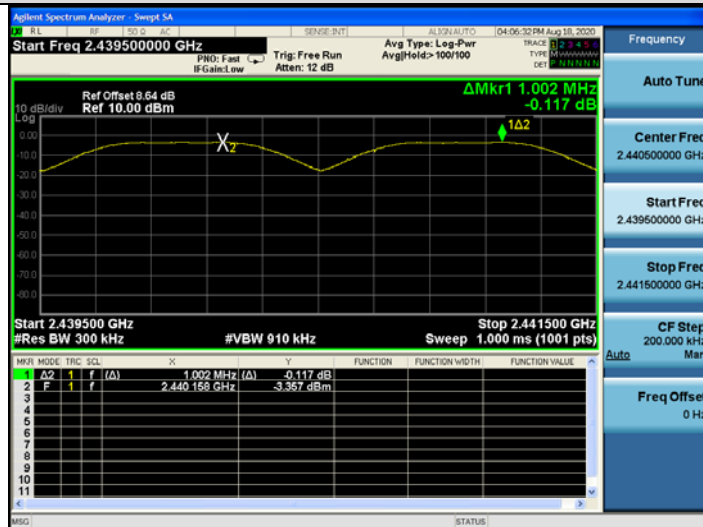 Agilent Spectrum Analyzer - Swept SA
RL RF 50 Ω AC SENSE:INT ALIGN AUTO 04:06:32 PM Aug 18, 2020
Start Freq 2.439500000 GHz
PNO: Fast
IFGain:Low
Trig: Free Run
Atten: 12 dB
Avg Type: Log-Pwr
Avg|Hold:> 100/100
TRACE 1 2 3 4 5 6
TYPE M
DET P N N N N N
Ref Offset 8.64 dB
Ref 10.00 dBm
ΔMkr1 1.002 MHz
-0.117 dB
10 dB/div
Log
0.00
-10.0
-20.0
-30.0
-40.0
-50.0
-60.0
-70.0
-80.0
X2
1Δ2
Start 2.439500 GHz
Stop 2.441500 GHz
#Res BW 300 kHz
#VBW 910 kHz
Sweep 1.000 ms (1001 pts)
MKR MODE TRC SCL X Y FUNCTION FUNCTION WIDTH FUNCTION VALUE
1 Δ2 1 f (Δ) 1.002 MHz (Δ) -0.117 dB
2 F 1 f 2.440 158 GHz -3.357 dBm
3
4
5
6
7
8
9
10
11
MSG
STATUS
Frequency
Auto Tune
Center Freq
2.440500000 GHz
Start Freq
2.439500000 GHz
Stop Freq
2.441500000 GHz
CF Step
200.000 kHz
Auto Man
Freq Offset
0 Hz